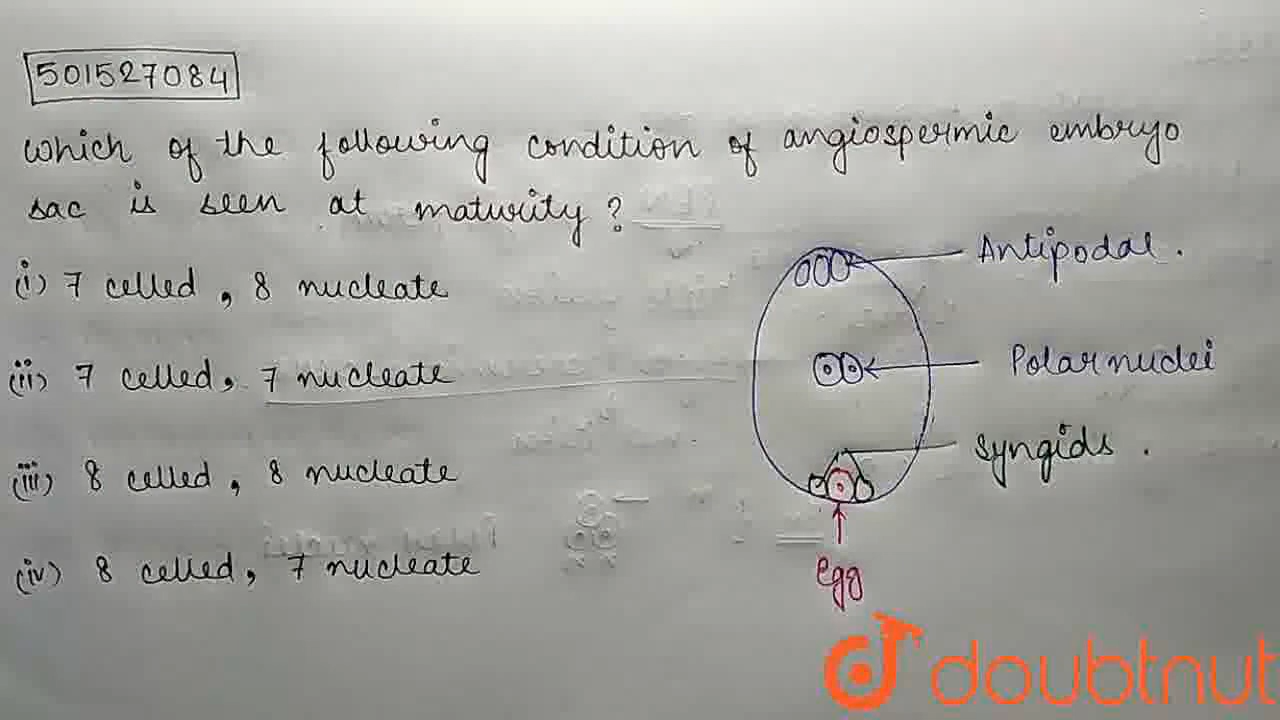 501527084
Which of the following condition of angiospermic embryo
sac is seen at maturity?
(i) 7 celled, 8 nucleate
(ii) 7 celled, 7 nucleate
(iii) 8 celled, 8 nucleate
(iv) 8 celled, 7 nucleate
Antipodal.
Polar nuclei
Syngids.
egg
doubtnut